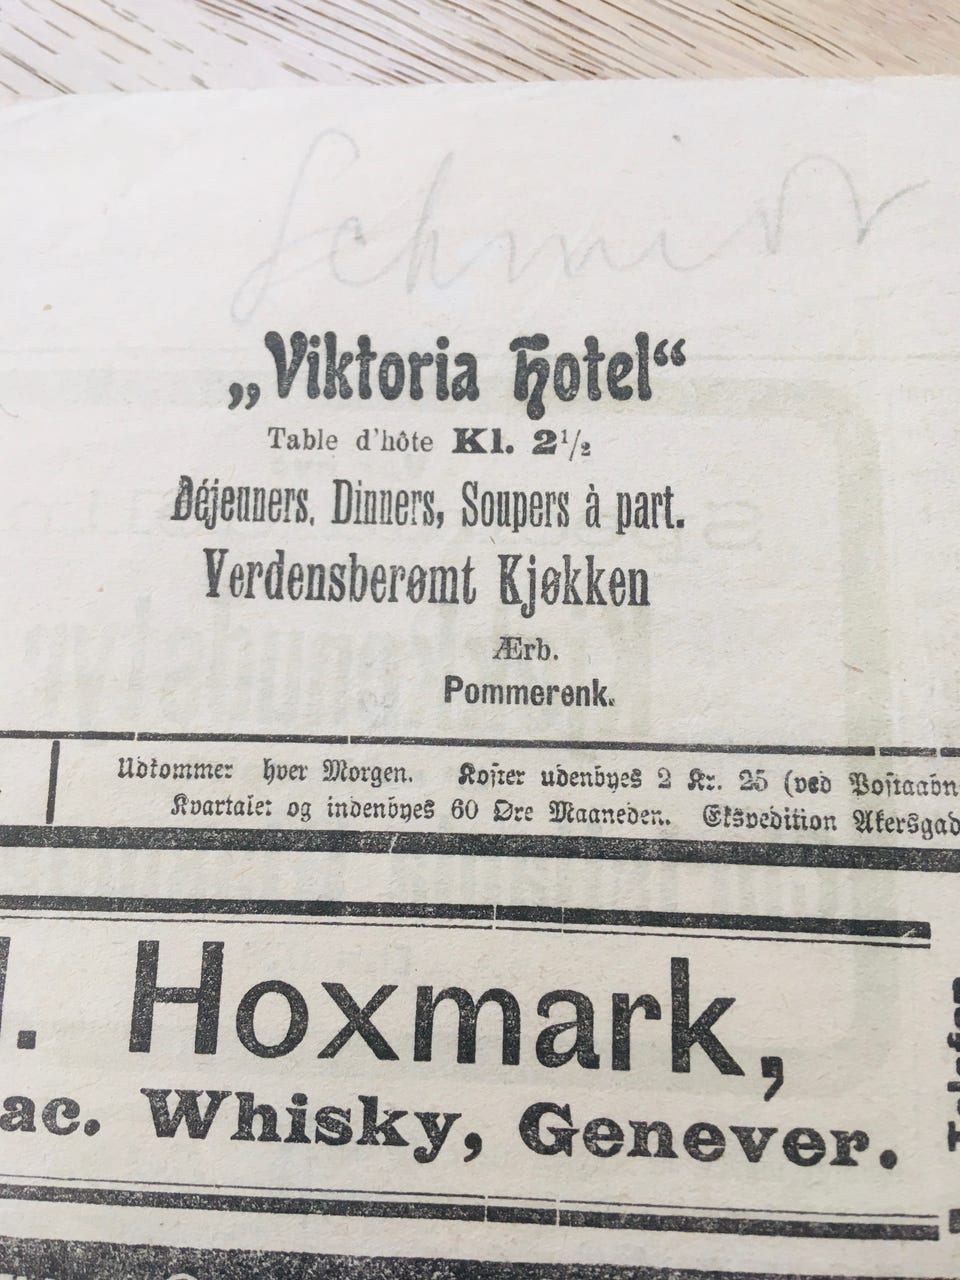 Schmidt
„Viktoria Hotel“
Table d'hôte Kl. 2½
Déjeuners, Dinners, Soupers à part.
Verdensberømt Kjøkken
Ærb.
Pommerenk.
Udkommer hver Morgen. Koster udenbyes 2 Kr. 25 (ved Postaabn
Kvartalet og indenbyes 60 Øre Maaneden. Ekspedition Akersgad
. Hoxmark,
ac. Whisky, Genever.
Telefon